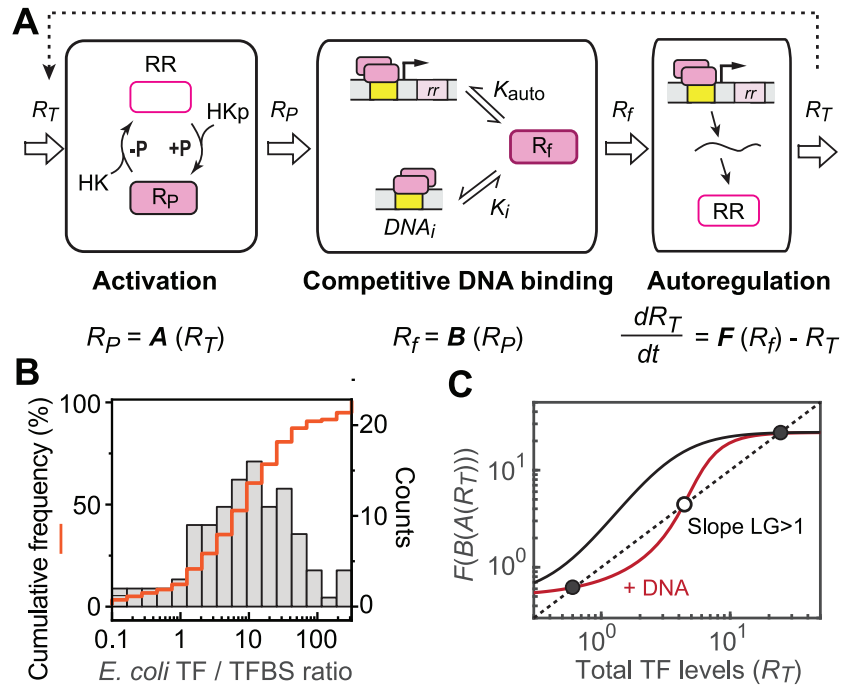 A
R_T
RR
-P +P
HKp
HK
R_P
R_P
K_auto
rr
R_f
K_i
DNA_i
R_f
rr
RR
R_T
Activation
Competitive DNA binding
Autoregulation
R_P = A (R_T)
R_f = B (R_P)
dR_T
dt
= F (R_f) - R_T
B
Cumulative frequency (%)
100
50
0
20
10
0
Counts
0.1 1 10 100
E. coli TF / TFBS ratio
C
F(B(A(R_T)))
10^1
10^0
Slope LG>1
+ DNA
10^0 10^1
Total TF levels (R_T)